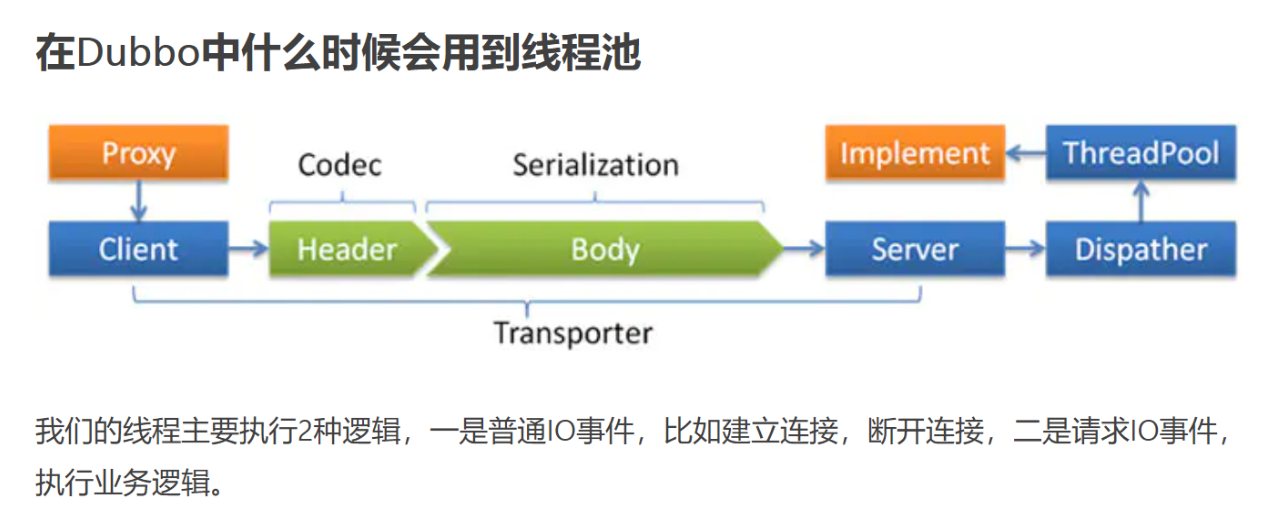 在Dubbo中什么时候会用到线程池
Proxy
Codec
Serialization
Implement
ThreadPool
Client
Header
Body
Server
Dispather
Transporter
我们的线程主要执行2种逻辑，一是普通IO事件，比如建立连接，断开连接，二是请求IO事件，
执行业务逻辑。